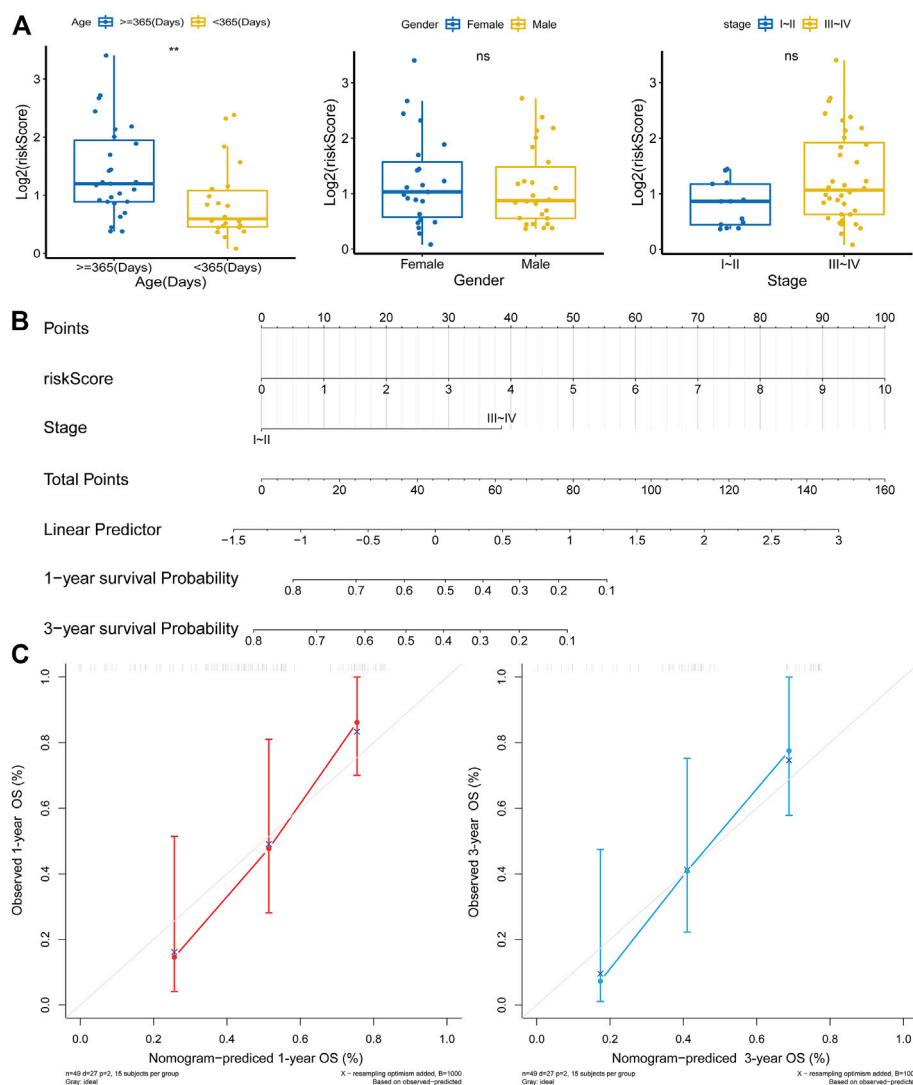 A
Age >=365(Days) <365(Days)
**
Log2(riskScore)
3
2
1
0
>=365(Days) <365(Days)
Age(Days)
Gender Female Male
ns
Log2(riskScore)
3
2
1
0
Female Male
Gender
stage I~II III~IV
ns
Log2(riskScore)
3
2
1
0
I~II III~IV
Stage
B
Points
0 10 20 30 40 50 60 70 80 90 100
riskScore
0 1 2 3 4 5 6 7 8 9 10
Stage
III~IV
I~II
Total Points
0 20 40 60 80 100 120 140 160
Linear Predictor
−1.5 −1 −0.5 0 0.5 1 1.5 2 2.5 3
1−year survival Probability
0.8 0.7 0.6 0.5 0.4 0.3 0.2 0.1
3−year survival Probability
0.8 0.7 0.6 0.5 0.4 0.3 0.2 0.1
C
Observed 1-year OS (%)
1.0
0.8
0.6
0.4
0.2
0.0
0.0 0.2 0.4 0.6 0.8 1.0
Nomogram-prediced 1-year OS (%)
n=49 d=27 p=2, 15 subjects per group
Gray: ideal
X - resampling optimism added, B=1000
Based on observed-predicted
Observed 3-year OS (%)
1.0
0.8
0.6
0.4
0.2
0.0
0.0 0.2 0.4 0.6 0.8 1.0
Nomogram-prediced 3-year OS (%)
n=49 d=27 p=2, 15 subjects per group
Gray: ideal
X - resampling optimism added, B=100
Based on observed-predicted